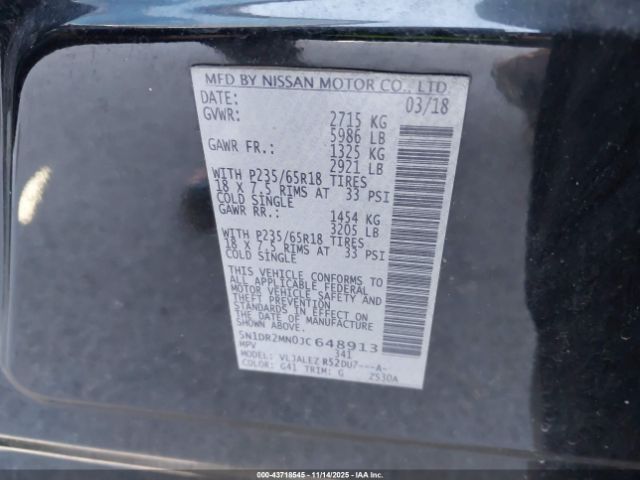 MFD BY NISSAN MOTOR CO., LTD.
DATE: 03/18
GVWR: 2715 KG
5986 LB
GAWR FR.: 1325 KG
2921 LB
WITH P235/65R18 TIRES
18 X 7.5 RIMS AT 33 PSI
COLD SINGLE
GAWR RR.: 1454 KG
3205 LB
WITH P235/65R18 TIRES
18 X 7.5 RIMS AT 33 PSI
COLD SINGLE
THIS VEHICLE CONFORMS TO
ALL APPLICABLE FEDERAL
MOTOR VEHICLE SAFETY AND
THEFT PREVENTION
STANDARDS IN EFFECT ON
THE DATE OF MANUFACTURE
SHOWN ABOVE.
5N1DR2MN0JC648913
MPV 341
MODEL: VLJALEZ R52DU7---A-
COLOR: G41 TRIM: G 2530A
00-43718545 - 11/14/2025 - IAA Inc.